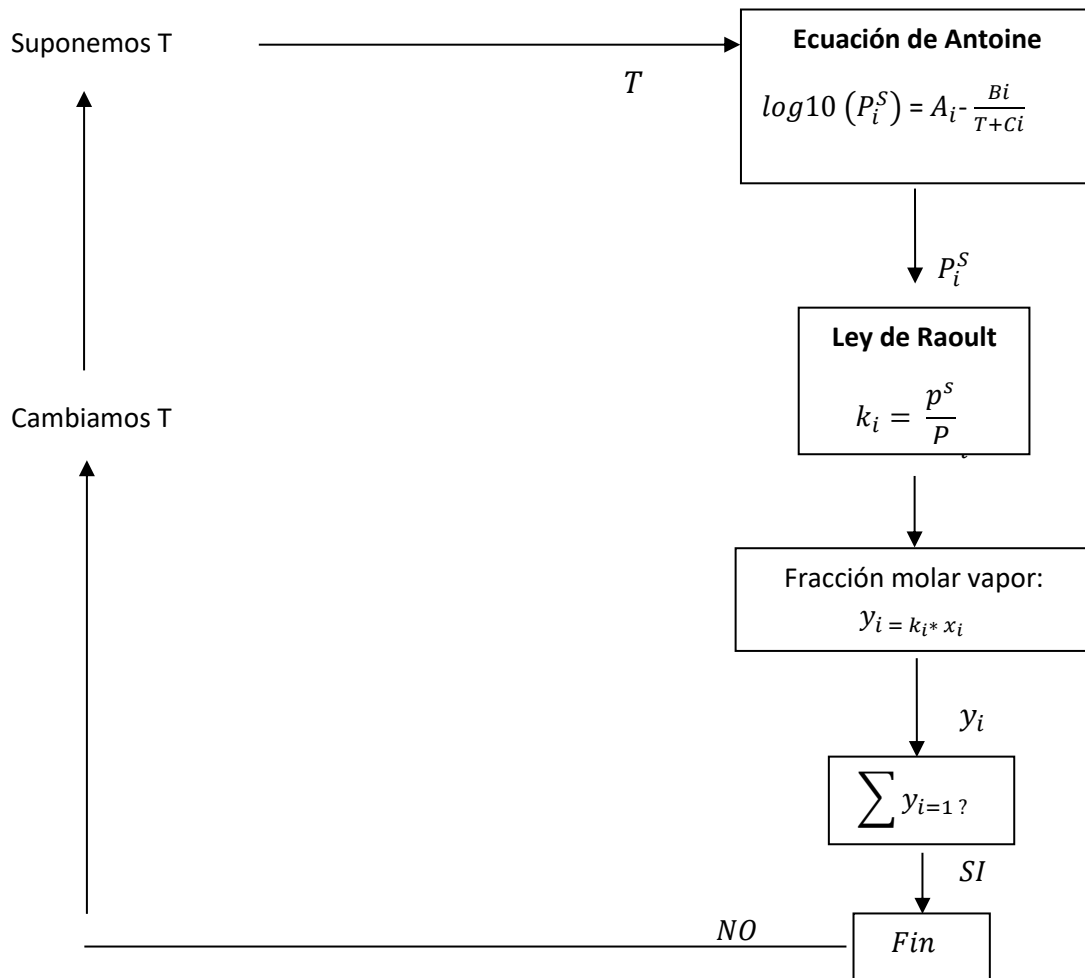 Suponemos T
T
Ecuación de Antoine
log10 (P_i^S) = A_i- Bi/(T+Ci)
P_i^S
Ley de Raoult
k_i = p^s/P
Cambiamos T
Fracción molar vapor:
y_i = k_i* x_i
y_i
∑ y_i=1 ?
SI
NO
Fin